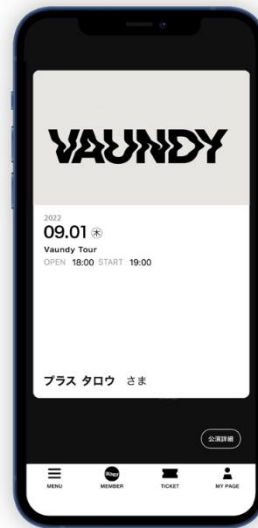 VAUNDY
2022
09.01 ㊍
Vaundy Tour
OPEN 18:00 START 19:00
プラス タロウ さま
公演詳細
VAUNDY
MENU MEMBER TICKET MY PAGE